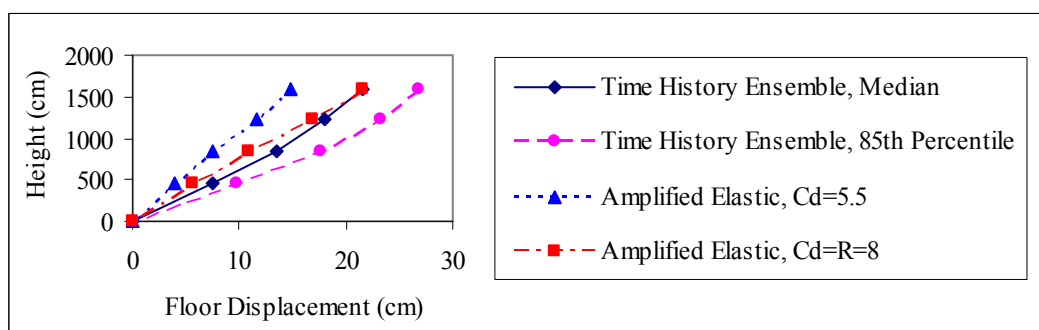 2000
1500
1000
500
0
Height (cm)
0 10 20 30
Floor Displacement (cm)
Time History Ensemble, Median
Time History Ensemble, 85th Percentile
Amplified Elastic, Cd=5.5
Amplified Elastic, Cd=R=8